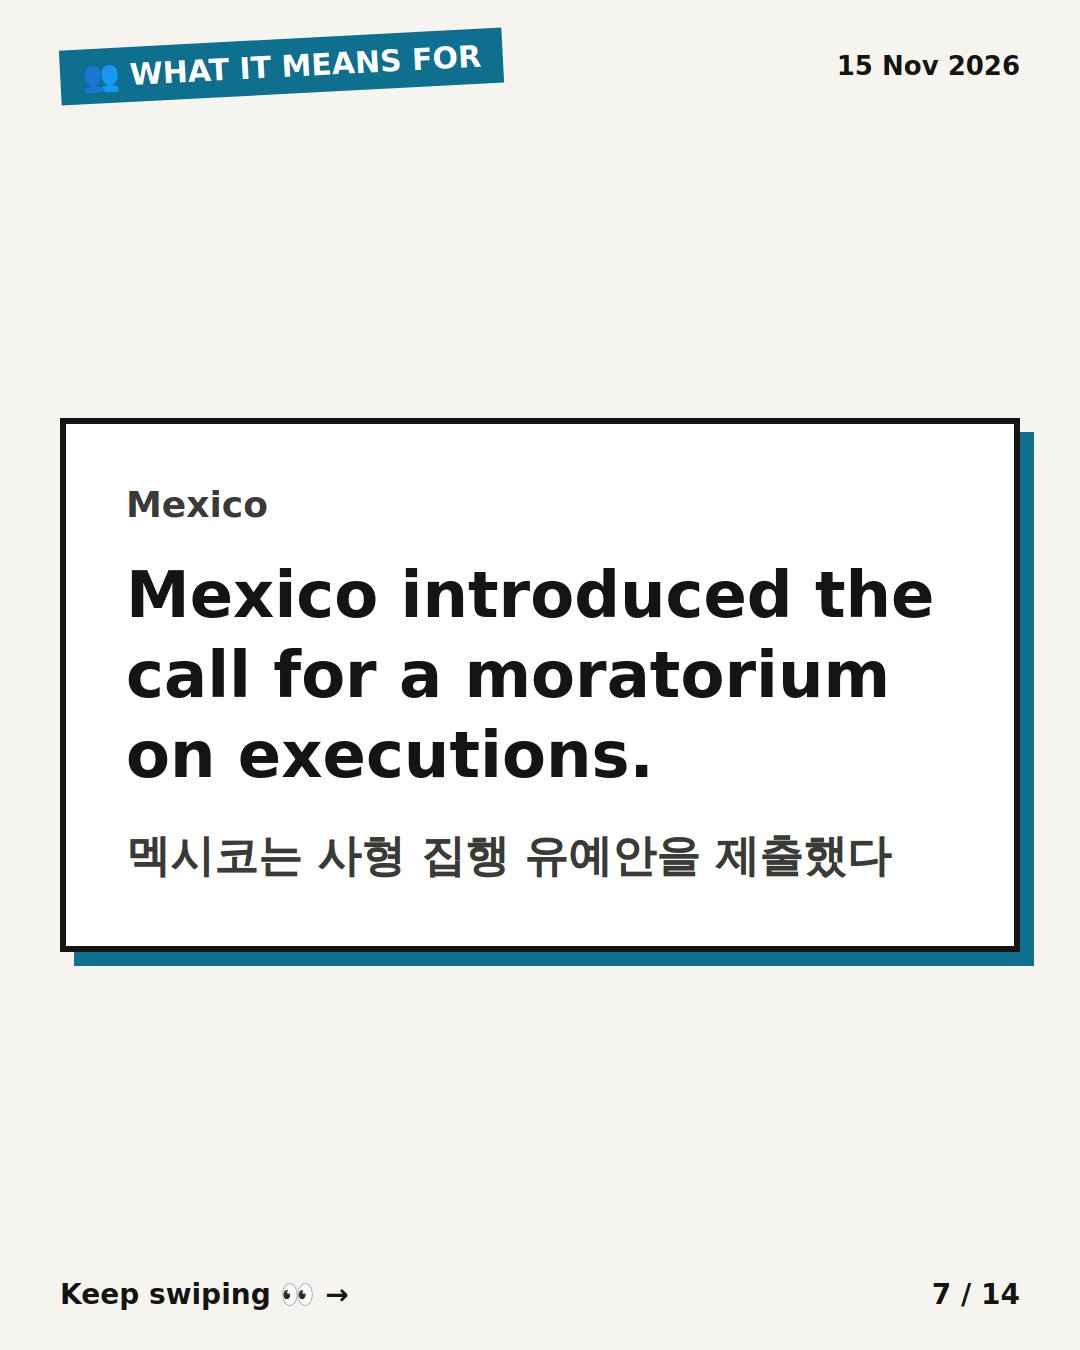 👥 WHAT IT MEANS FOR
15 Nov 2026
Mexico
Mexico introduced the
call for a moratorium
on executions.
멕시코는 사형 집행 유예안을 제출했다
Keep swiping 👀 →
7 / 14